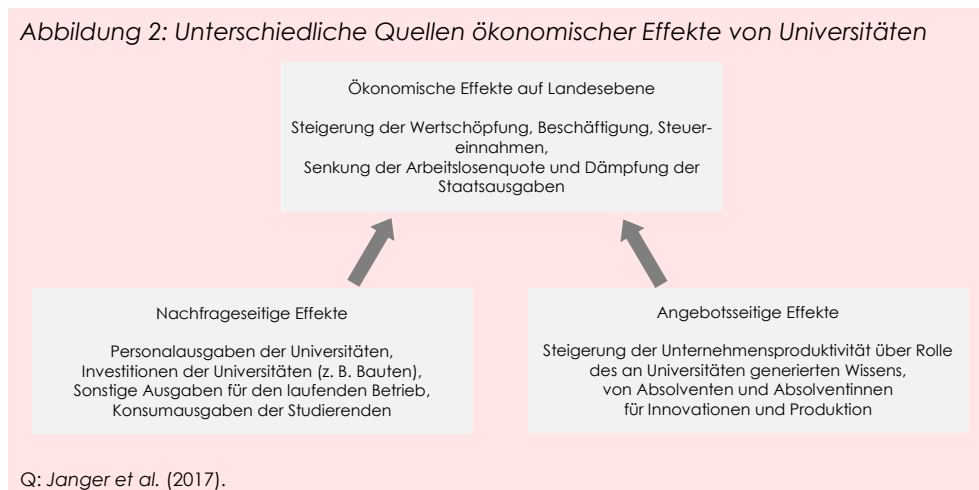 Abbildung 2: Unterschiedliche Quellen ökonomischer Effekte von Universitäten
Ökonomische Effekte auf Landesebene
Steigerung der Wertschöpfung, Beschäftigung, Steuer-
einnahmen,
Senkung der Arbeitslosenquote und Dämpfung der
Staatsausgaben
Nachfrageseitige Effekte
Personalausgaben der Universitäten,
Investitionen der Universitäten (z. B. Bauten),
Sonstige Ausgaben für den laufenden Betrieb,
Konsumausgaben der Studierenden
Angebotsseitige Effekte
Steigerung der Unternehmensproduktivität über Rolle
des an Universitäten generierten Wissens,
von Absolventen und Absolventinnen
für Innovationen und Produktion
Q: Janger et al. (2017).